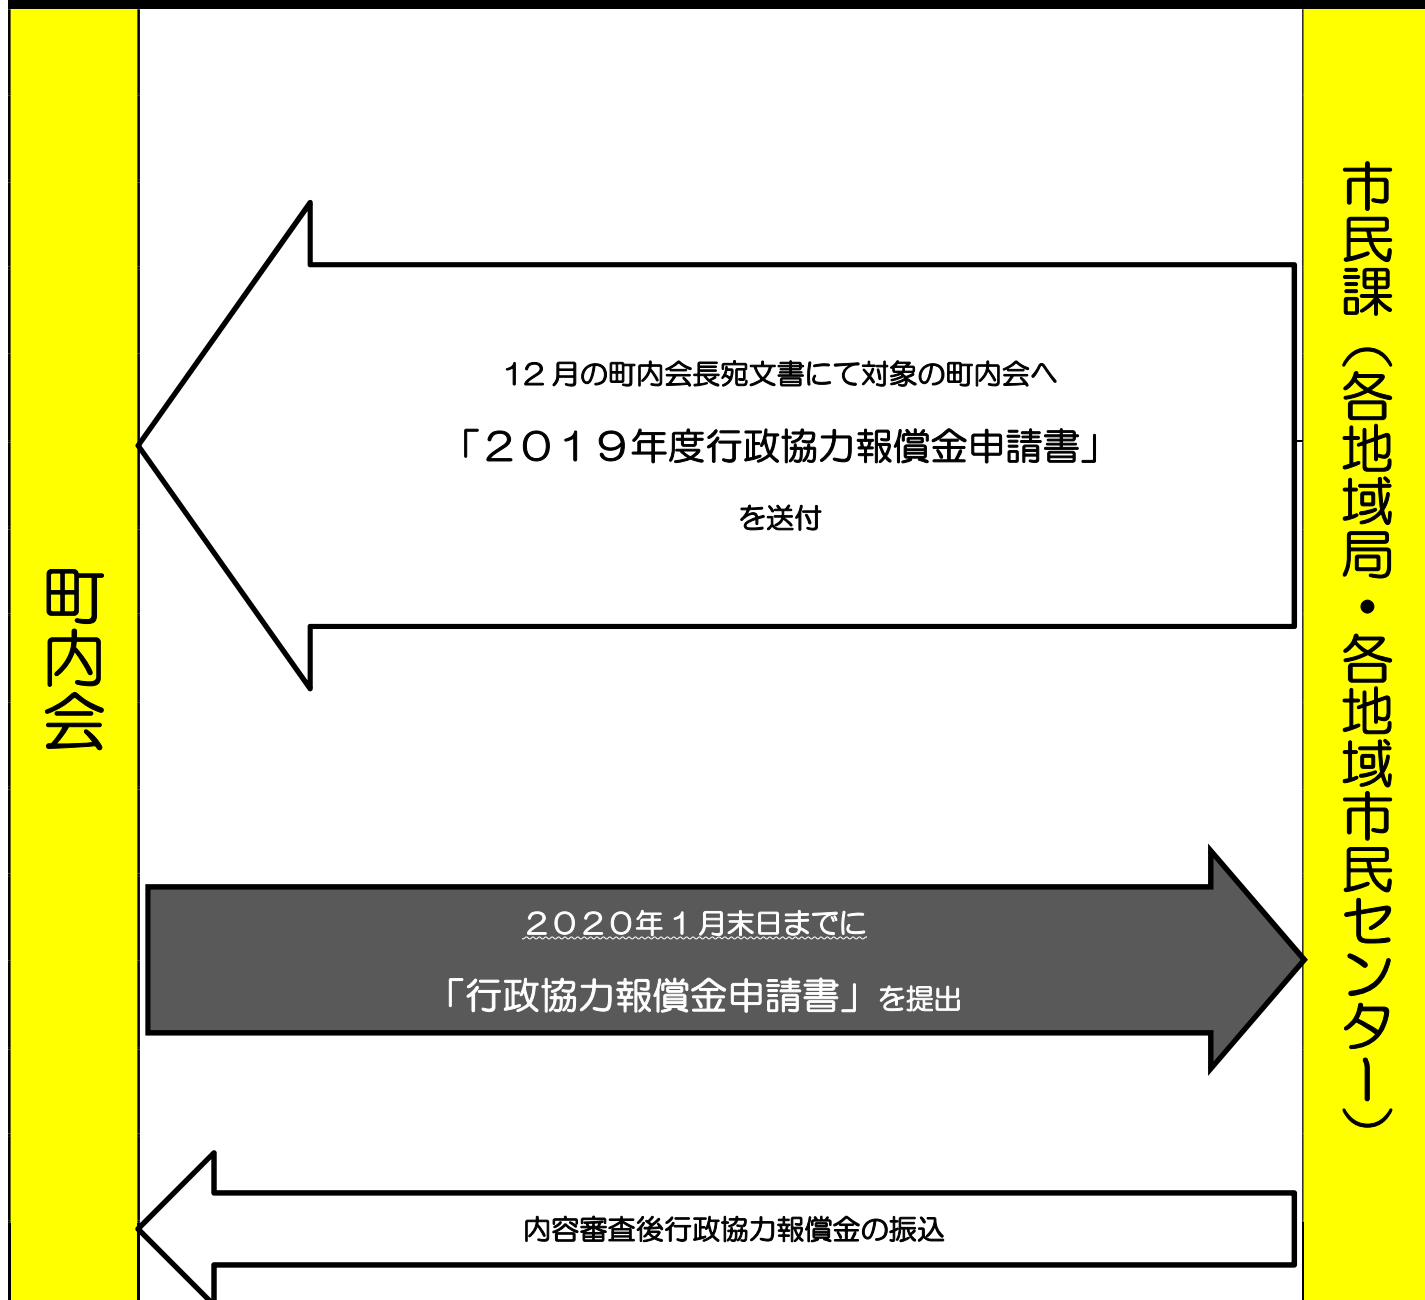 町内会
12月の町内会長宛文書にて対象の町内会へ
「２０１９年度行政協力報償金申請書」
を送付
２０２０年１月末日までに
「行政協力報償金申請書」を提出
内容審査後行政協力報償金の振込
市民課（各地域局・各地域市民センター）